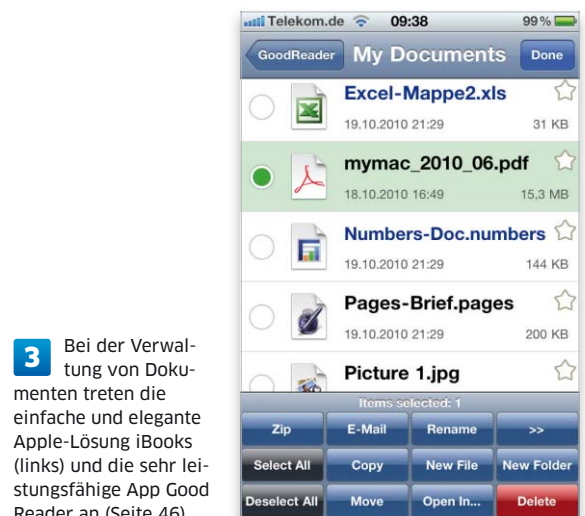 Telekom.de 09:38 99 %
GoodReader My Documents Done
Excel-Mappe2.xls
19.10.2010 21:29 31 KB
mymac_2010_06.pdf
18.10.2010 16:49 15,3 MB
Numbers-Doc.numbers
19.10.2010 21:29 144 KB
Pages-Brief.pages
19.10.2010 21:29 200 KB
Picture 1.jpg
Items selected: 1
Zip E-Mail Rename >>
Select All Copy New File New Folder
Deselect All Move Open In... Delete
3 Bei der Verwal-
tung von Doku-
menten treten die
einfache und elegante
Apple-Lösung iBooks
(links) und die sehr lei-
stungsfähige App Good
Reader an (Seite 46)